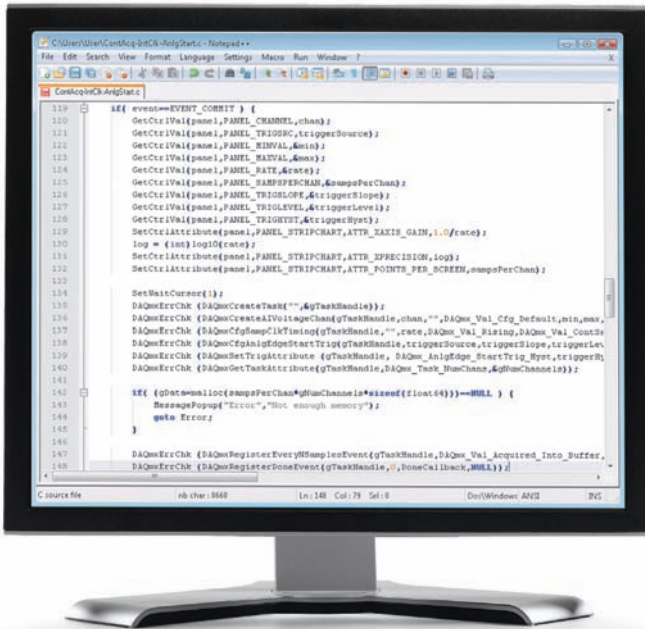 C:\Users\User\ContAcq-IntClk-AnlgStart.c - Notepad++
File Edit Search View Format Language Settings Macro Run Window ?
X
ContAcq-IntClk-AnlgStart.c
119 if( event==EVENT_COMMIT ) {
120 GetCtrlVal(panel,PANEL_CHANNEL,chan);
121 GetCtrlVal(panel,PANEL_TRIGSRC,triggerSource);
122 GetCtrlVal(panel,PANEL_MINVAL,&min);
123 GetCtrlVal(panel,PANEL_MAXVAL,&max);
124 GetCtrlVal(panel,PANEL_RATE,&rate);
125 GetCtrlVal(panel,PANEL_SAMPSPERCHAN,&sampsPerChan);
126 GetCtrlVal(panel,PANEL_TRIGSLOPE,&triggerSlope);
127 GetCtrlVal(panel,PANEL_TRIGLEVEL,&triggerLevel);
128 GetCtrlVal(panel,PANEL_TRIGHYST,&triggerHyst);
129 SetCtrlAttribute(panel,PANEL_STRIPCHART,ATTR_XAXIS_GAIN,1.0/rate);
130 log = (int)log10(rate);
131 SetCtrlAttribute(panel,PANEL_STRIPCHART,ATTR_XPRECISION,log);
132 SetCtrlAttribute(panel,PANEL_STRIPCHART,ATTR_POINTS_PER_SCREEN,sampsPerChan);
133
134 SetWaitCursor(1);
135 DAQmxErrChk (DAQmxCreateTask("",&gTaskHandle));
136 DAQmxErrChk (DAQmxCreateAIVoltageChan(gTaskHandle,chan,"",DAQmx_Val_Cfg_Default,min,max,
137 DAQmxErrChk (DAQmxCfgSampClkTiming(gTaskHandle,"",rate,DAQmx_Val_Rising,DAQmx_Val_ContSa
138 DAQmxErrChk (DAQmxCfgAnlgEdgeStartTrig(gTaskHandle,triggerSource,triggerSlope,triggerLev
139 DAQmxErrChk (DAQmxSetTrigAttribute (gTaskHandle, DAQmx_AnlgEdge_StartTrig_Hyst,triggerHy
140 DAQmxErrChk (DAQmxGetTaskAttribute(gTaskHandle,DAQmx_Task_NumChans,&gNumChannels));
141
142 if( (gData=malloc(sampsPerChan*gNumChannels*sizeof(float64)))==NULL ) {
143 MessagePopup("Error","Not enough memory");
144 goto Error;
145 }
146
147 DAQmxErrChk (DAQmxRegisterEveryNSamplesEvent(gTaskHandle,DAQmx_Val_Acquired_Into_Buffer,
148 DAQmxErrChk (DAQmxRegisterDoneEvent(gTaskHandle,0,DoneCallback,NULL));
C source file nb char : 8660 Ln : 148 Col : 79 Sel : 0 Dos\Windows ANSI INS